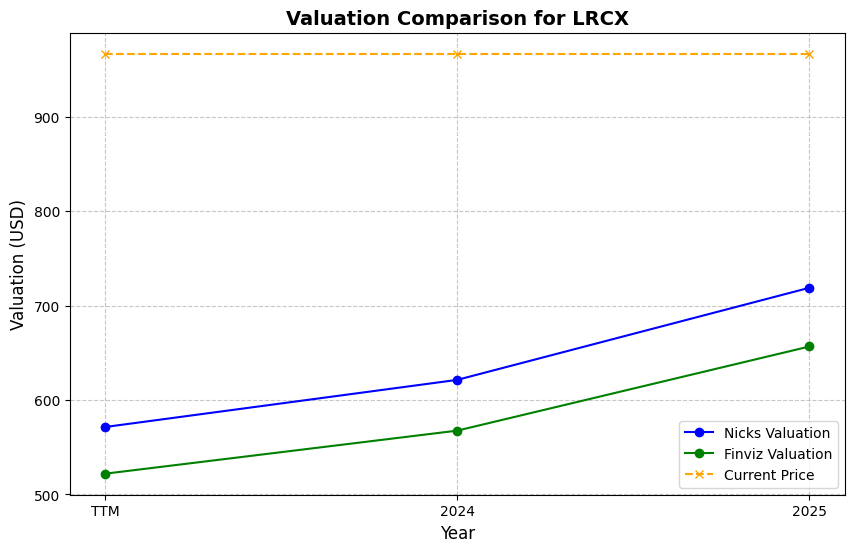 Valuation Comparison for LRCX
Valuation (USD)
900
800
700
600
500
TTM
2024
2025
Year
Nicks Valuation
Finviz Valuation
Current Price